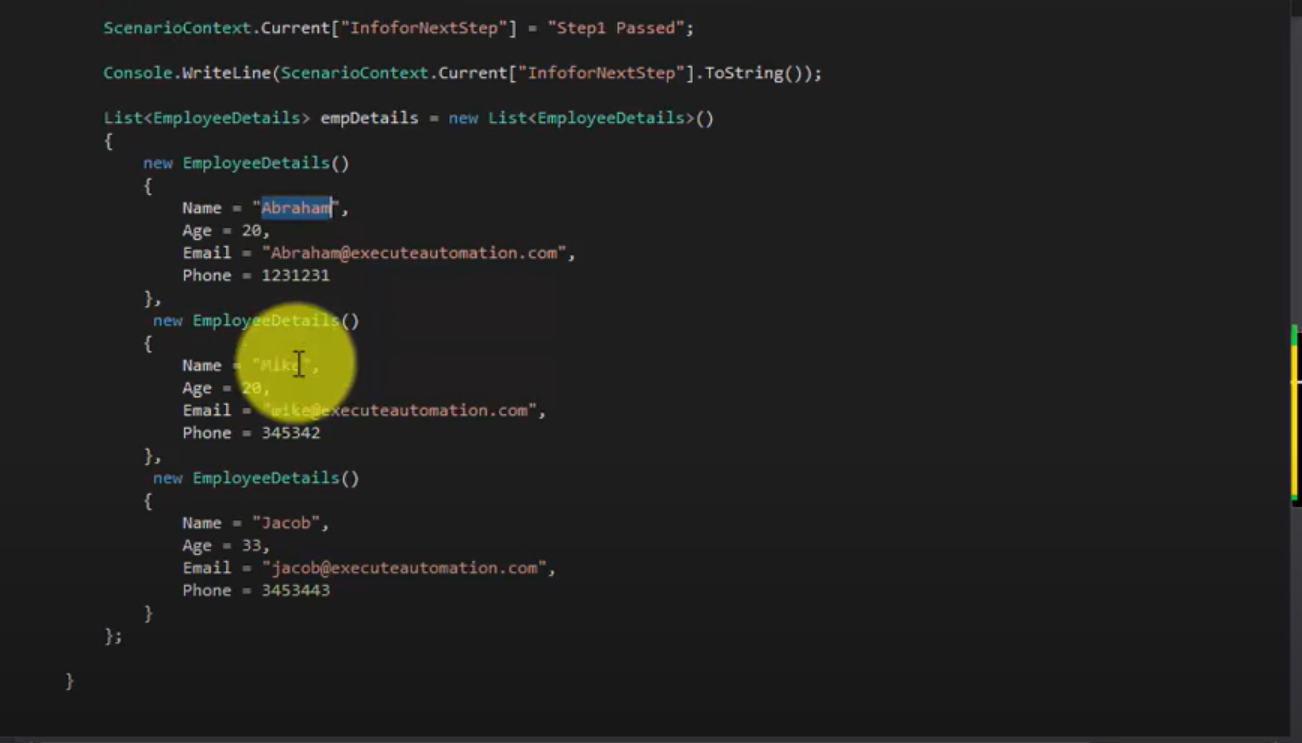 ScenarioContext.Current["InfoforNextStep"] = "Step1 Passed";
Console.WriteLine(ScenarioContext.Current["InfoforNextStep"].ToString());
List<EmployeeDetails> empDetails = new List<EmployeeDetails>()
{
new EmployeeDetails()
{
Name = "Abraham",
Age = 20,
Email = "Abraham@executeautomation.com",
Phone = 1231231
},
new EmployeeDetails()
{
Name = "Mike",
Age = 20,
Email = "mike@executeautomation.com",
Phone = 345342
},
new EmployeeDetails()
{
Name = "Jacob",
Age = 33,
Email = "jacob@executeautomation.com",
Phone = 3453443
}
};
}